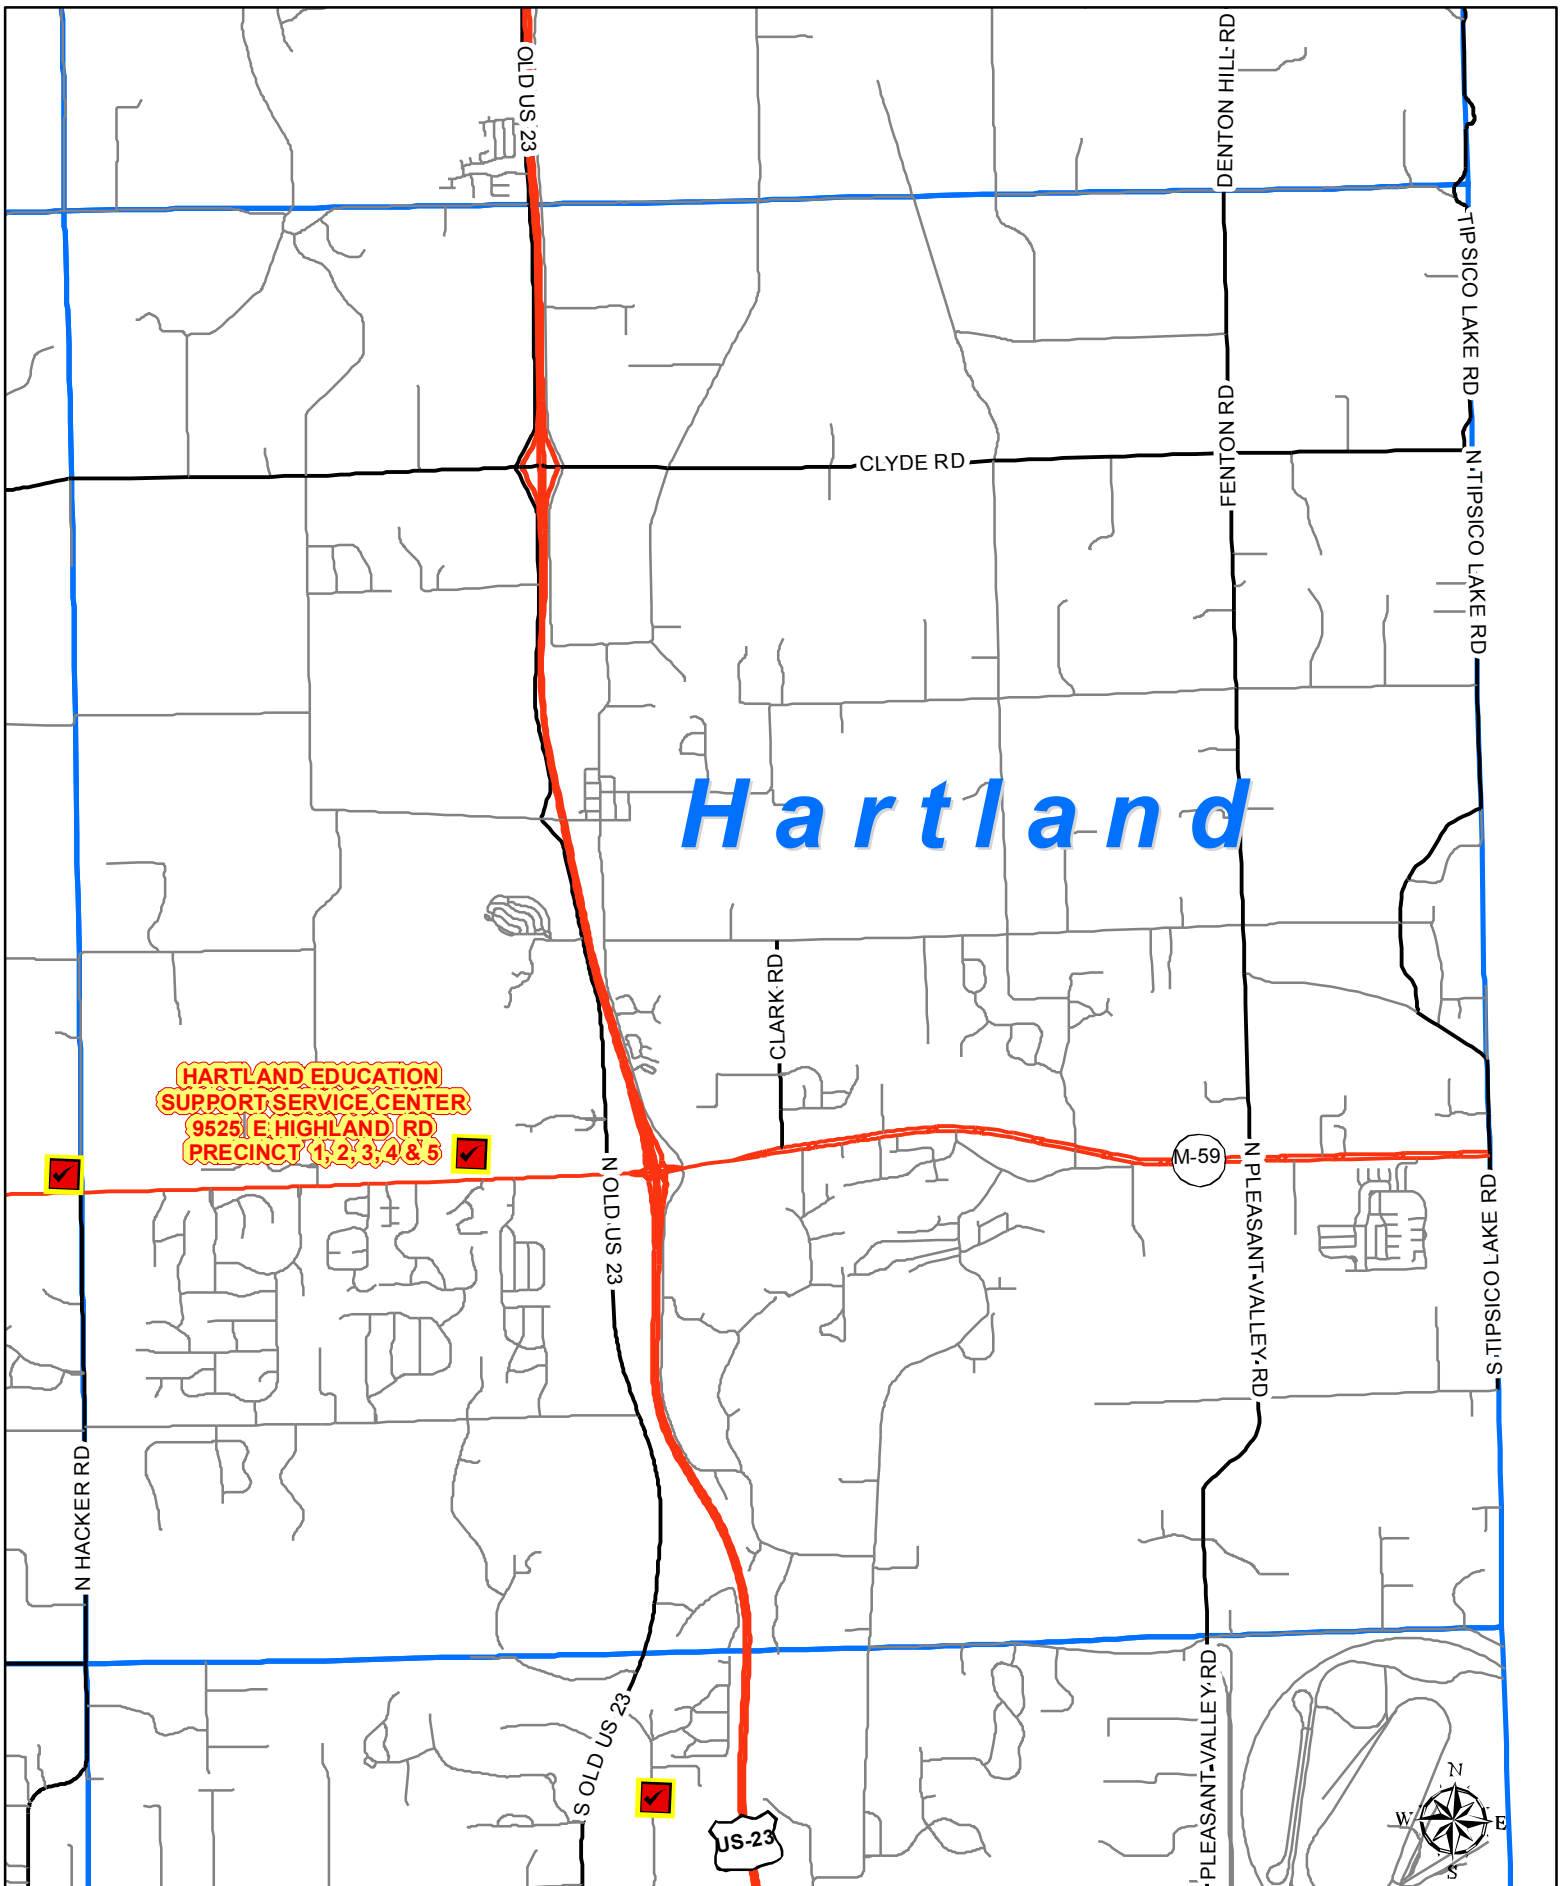 OLD US 23
DENTON HILL RD
TIPSICO LAKE RD
CLYDE RD
FENTON RD
N TIPSICO LAKE RD
Hartland
CLARK RD
HARTLAND EDUCATION
SUPPORT SERVICE CENTER
9525 E HIGHLAND RD
PRECINCT 1, 2, 3, 4 & 5
M-59
N OLD US 23
N PLEASANT VALLEY RD
S TIPSICO LAKE RD
N HACKER RD
S OLD US 23
PLEASANT VALLEY RD
US-23
N
W
E
S